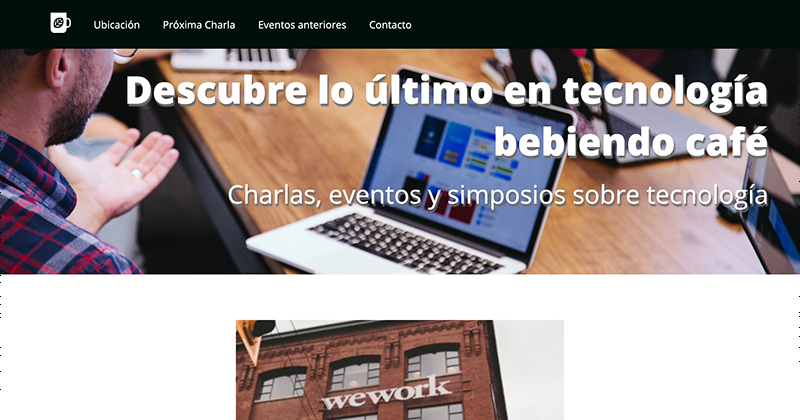 Ubicación
Próxima Charla
Eventos anteriores
Contacto
Descubre lo último en tecnología
bebiendo café
Charlas, eventos y simposios sobre tecnología
wework